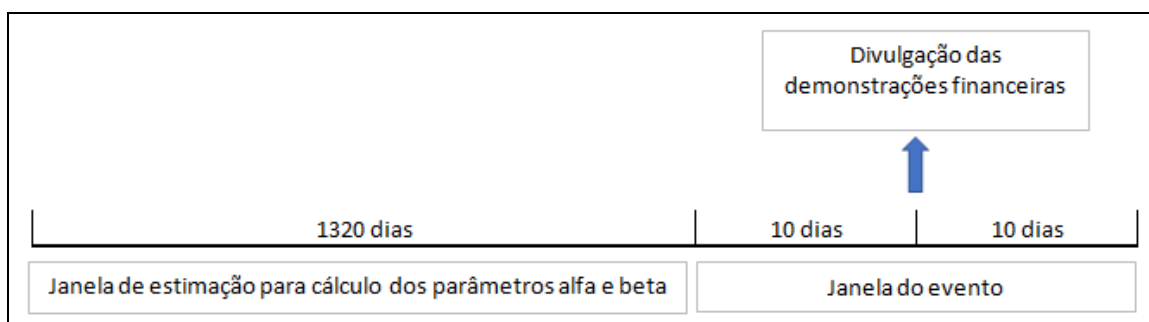 Divulgação das
demonstrações financeiras
1320 dias
10 dias
10 dias
Janela de estimação para cálculo dos parâmetros alfa e beta
Janela do evento